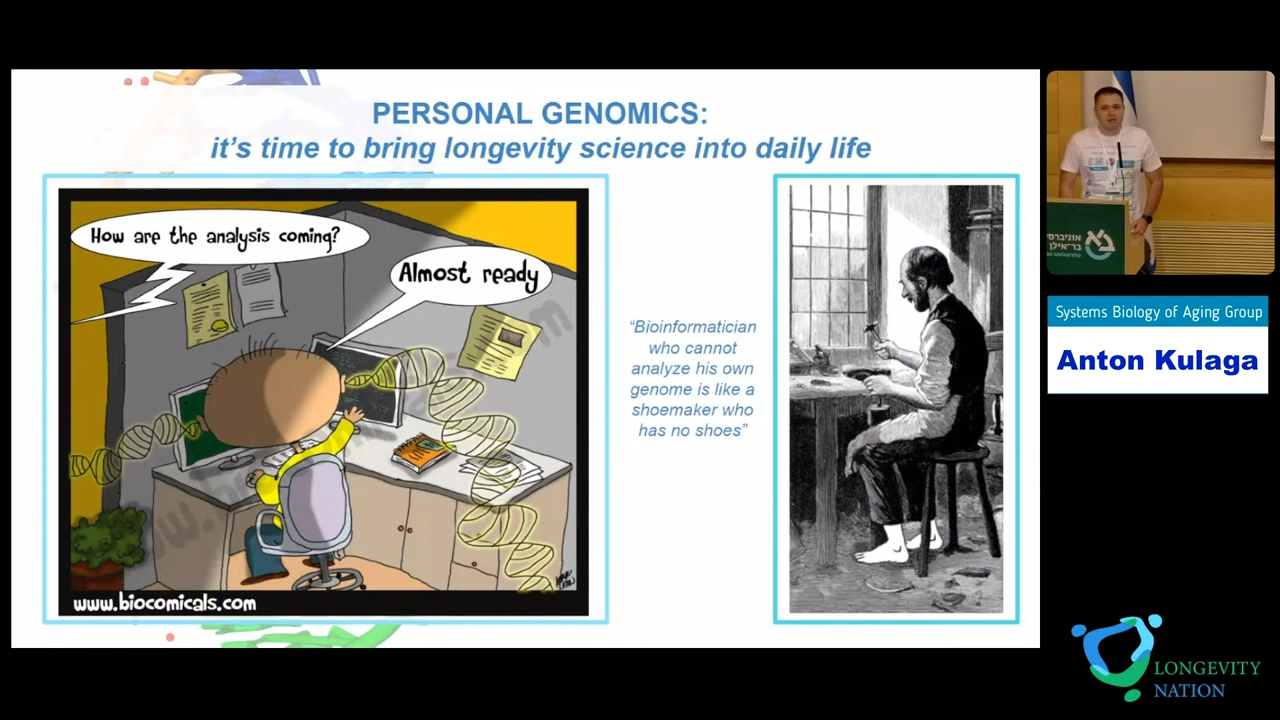 PERSONAL GENOMICS:
it's time to bring longevity science into daily life
How are the analysis coming?
Almost ready
www.biocomicals.com
“Bioinformatician
who cannot
analyze his own
genome is like a
shoemaker who
has no shoes”
בר־אילן
Systems Biology of Aging Group
Anton Kulaga
LONGEVITY
NATION